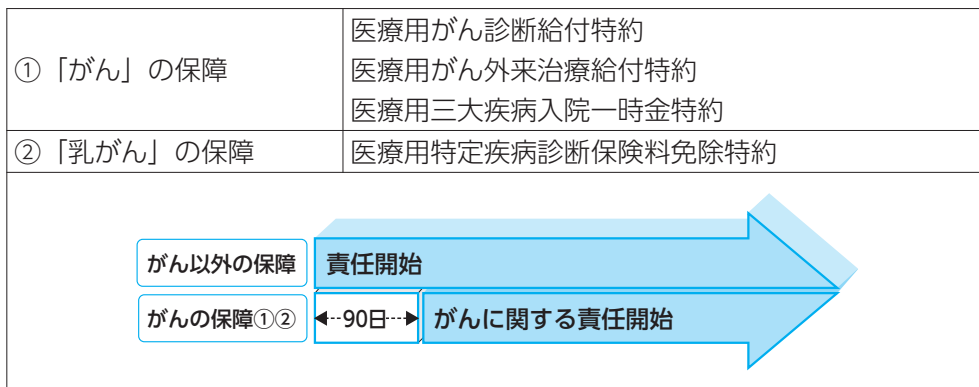 ①「がん」の保障
医療用がん診断給付特約
医療用がん外来治療給付特約
医療用三大疾病入院一時金特約
②「乳がん」の保障
医療用特定疾病診断保険料免除特約
がん以外の保障
責任開始
がんの保障①②
90日
がんに関する責任開始